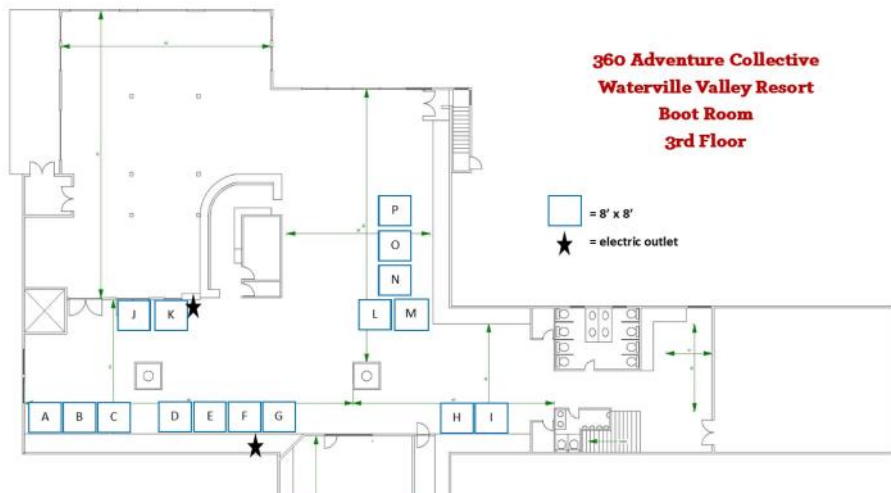 360 Adventure Collective
Waterville Valley Resort
Boot Room
3rd Floor
= 8' x 8'
= electric outlet
P
O
N
J K L M
A B C D E F G H I